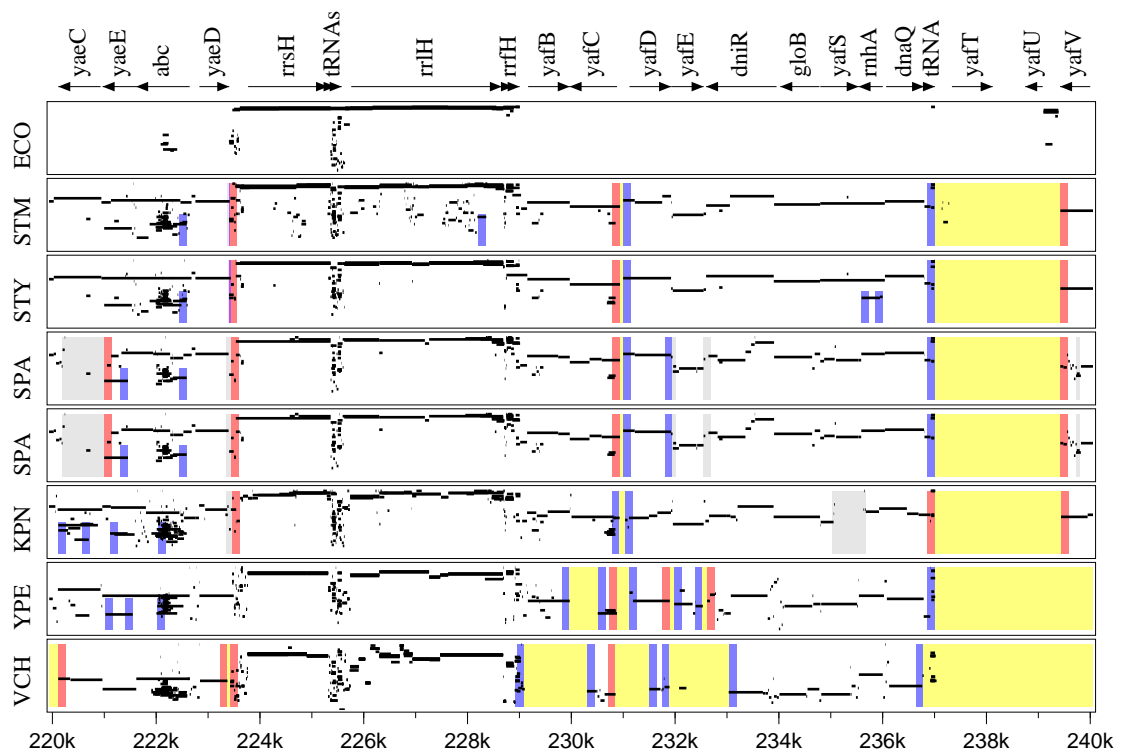 yaeC yaeE abc yaeD rrsH tRNAs rrlH rrfH yafB yafC yafD yafE dniR gloB yafS rnhA dnaQ tRNA yafT yafU yafV
ECO
STM
STY
SPA
SPA
KPN
YPE
VCH
220k 222k 224k 226k 228k 230k 232k 234k 236k 238k 240k